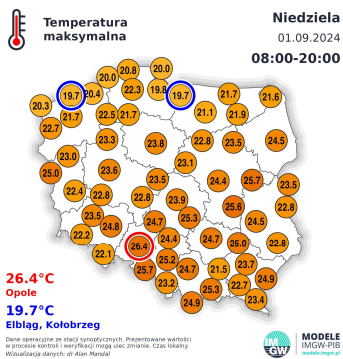 Temperatura
maksymalna
Niedziela
01.09.2024
08:00-20:00
20.0 20.8 20.0
20.3 19.7 20.4 22.3 19.8 19.7 21.7 21.6
22.7 21.7 22.5 21.7 21.1 21.9
23.3 23.8 22.8 23.5 24.5
23.0 23.1
25.0 23.6 23.5 24.4 25.7 23.5
22.4 22.8 23.9 25.6 22.8
23.5 24.8 24.7 25.3 24.5
22.2 26.4 24.4 24.7 25.0 22.8
22.1 25.7 25.2 24.7 21.5 23.7
23.2 25.3 22.7 24.9
24.9 23.4
26.4°C
Opole
19.7°C
Elbląg, Kołobrzeg
Dane operacyjne ze stacji synoptycznych. Prezentowane wartości
w procesie kontroli i weryfikacji mogą ulec zmianie. Czas lokalny.
Wizualizacja danych: dr Alan Mandal
IM
GW
MODELE
IMGW-PIB
modele.imgw.pl